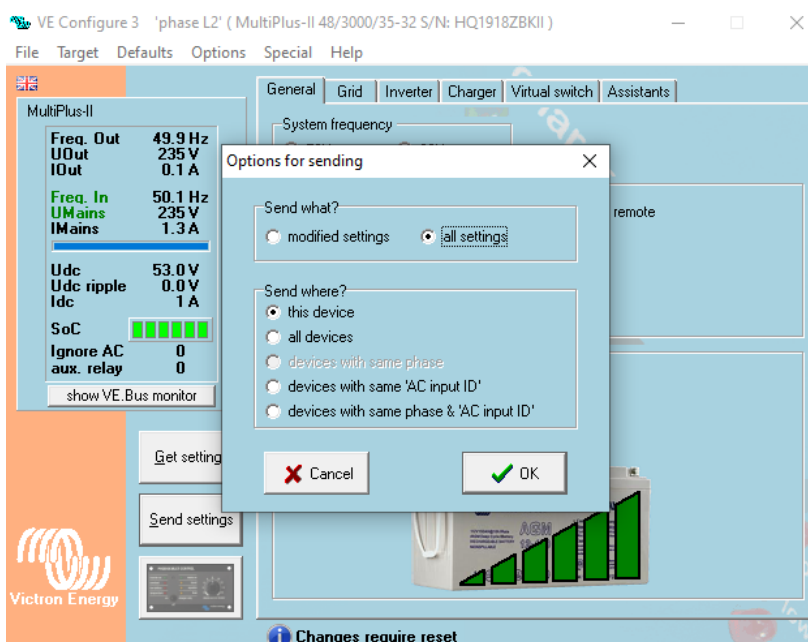 VE Configure 3 'phase L2' ( MultiPlus-II 48/3000/35-32 S/N: HQ1918ZBKII )
File Target Defaults Options Special Help
General Grid Inverter Charger Virtual switch Assistants
MultiPlus-II
System frequency
Freq. Out 49.9 Hz
UOut 235 V
IOut 0.1 A
Freq. In 50.1 Hz
UMains 235 V
IMains 1.3 A
Udc 53.0 V
Udc ripple 0.0 V
Idc 1 A
SoC
Ignore AC 0
aux. relay 0
show VE.Bus monitor
Options for sending
Send what?
modified settings all settings
remote
Send where?
this device
all devices
devices with same phase
devices with same 'AC input ID'
devices with same phase & 'AC input ID'
Cancel OK
Get setting
Send settings
AGM
Victron Energy
Changes require reset